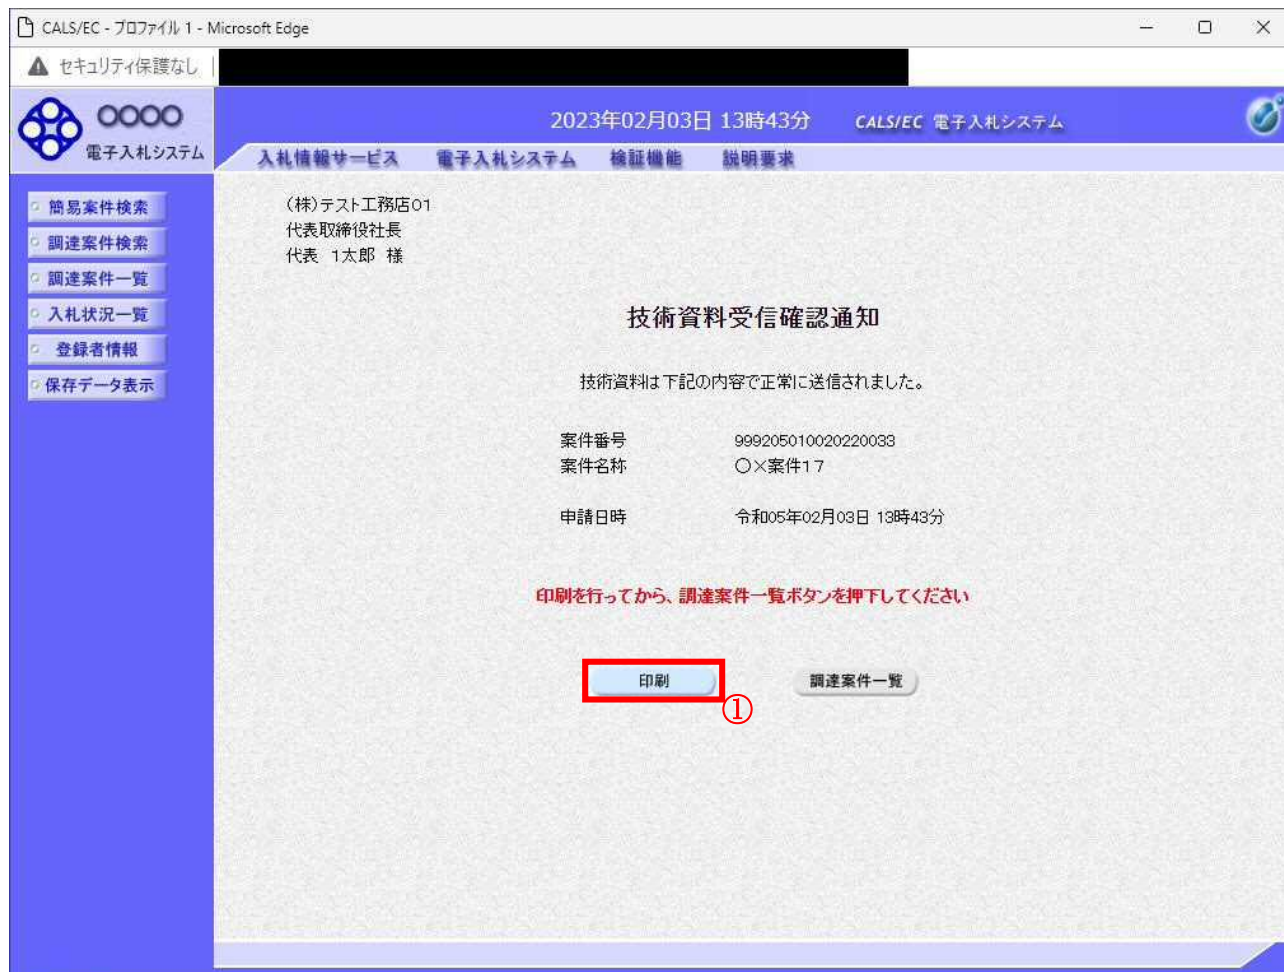 CALS/EC - プロファイル 1 - Microsoft Edge
セキュリティ保護なし
○○○○
電子入札システム
2023年02月03日 13時43分 CALS/EC 電子入札システム
入札情報サービス 電子入札システム 検証機能 説明要求
簡易案件検索
調達案件検索
調達案件一覧
入札状況一覧
登録者情報
保存データ表示
(株)テスト工務店01
代表取締役社長
代表 1太郎 様
技術資料受信確認通知
技術資料は下記の内容で正常に送信されました。
案件番号 999205010020220033
案件名称 ○×案件17
申請日時 令和05年02月03日 13時43分
印刷を行ってから、調達案件一覧ボタンを押下してください
印刷 調達案件一覧
①